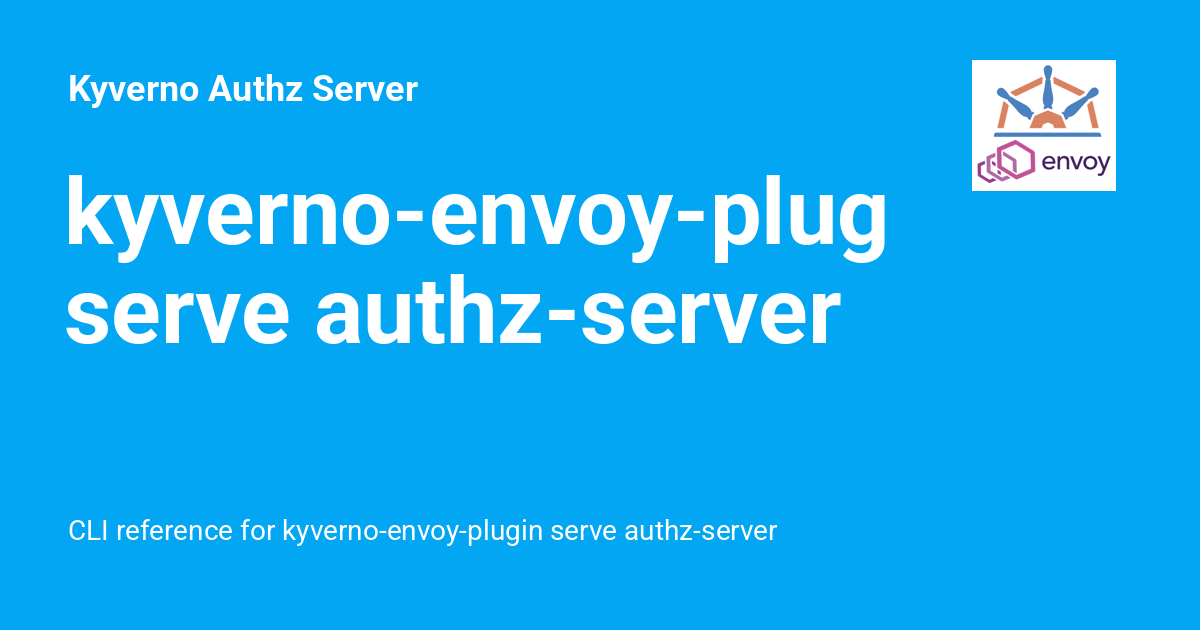 Kyverno Authz Server
kyverno-envoy-plug
serve authz-server
envoy
CLI reference for kyverno-envoy-plugin serve authz-server